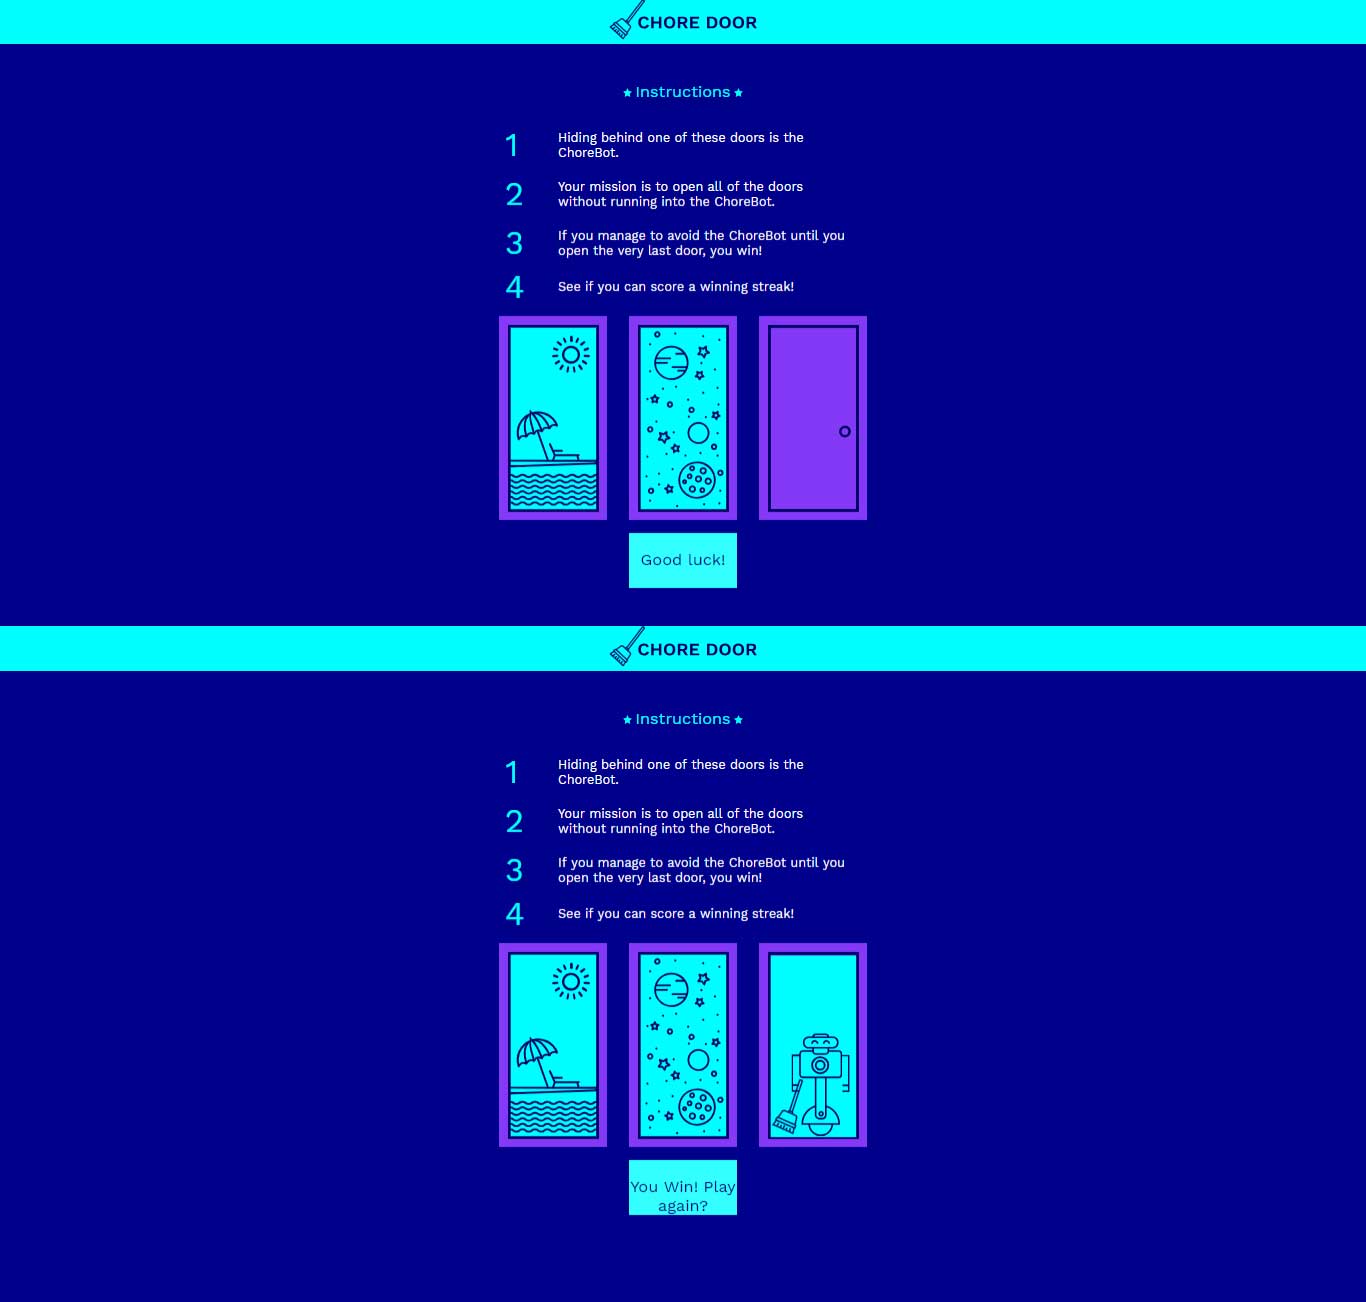 CHORE DOOR
Instructions
1
Hiding behind one of these doors is the
ChoreBot.
2
Your mission is to open all of the doors
without running into the ChoreBot.
3
If you manage to avoid the ChoreBot until you
open the very last door, you win!
4
See if you can score a winning streak!
Good luck!
CHORE DOOR
Instructions
1
Hiding behind one of these doors is the
ChoreBot.
2
Your mission is to open all of the doors
without running into the ChoreBot.
3
If you manage to avoid the ChoreBot until you
open the very last door, you win!
4
See if you can score a winning streak!
You Win! Play
again?